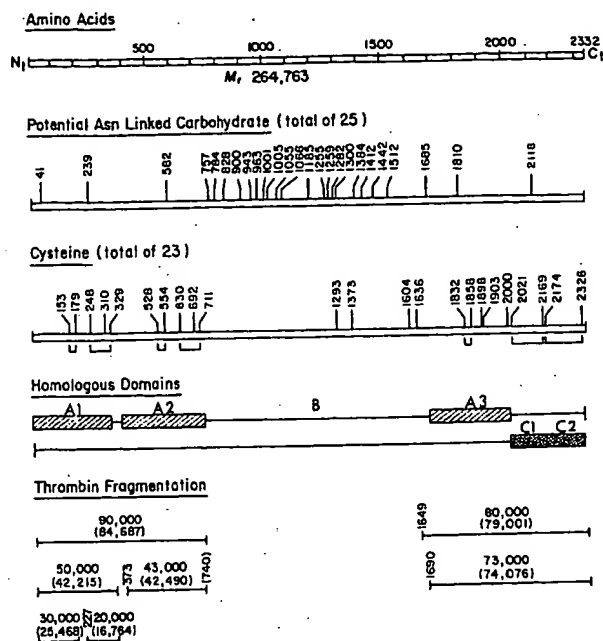 Amino Acids
500 1000 1500 2000 2332
N₁ C₁
Mᵣ 264,763
Potential Asn Linked Carbohydrate (total of 25)
41 239 582 757 784 828 900 943 963 1001 1005 1055 1066 1185 1255 1259 1282 1300 1384 1412 1442 1512 1685 1810 2118
Cysteine (total of 23)
153 179 248 310 329 528 554 630 692 711 1293 1373 1604 1636 1832 1858 1898 1903 2000 2021 2169 2174 2326
Homologous Domains
A1 A2 B A3
C1 C2
Thrombin Fragmentation
90,000 80,000
(84,687) 1649 (79,001)
50,000 43,000 (740) 73,000
(42,215) 373 (42,490) 1690 (74,076)
30,000 227 20,000
(25,468) (16,764)